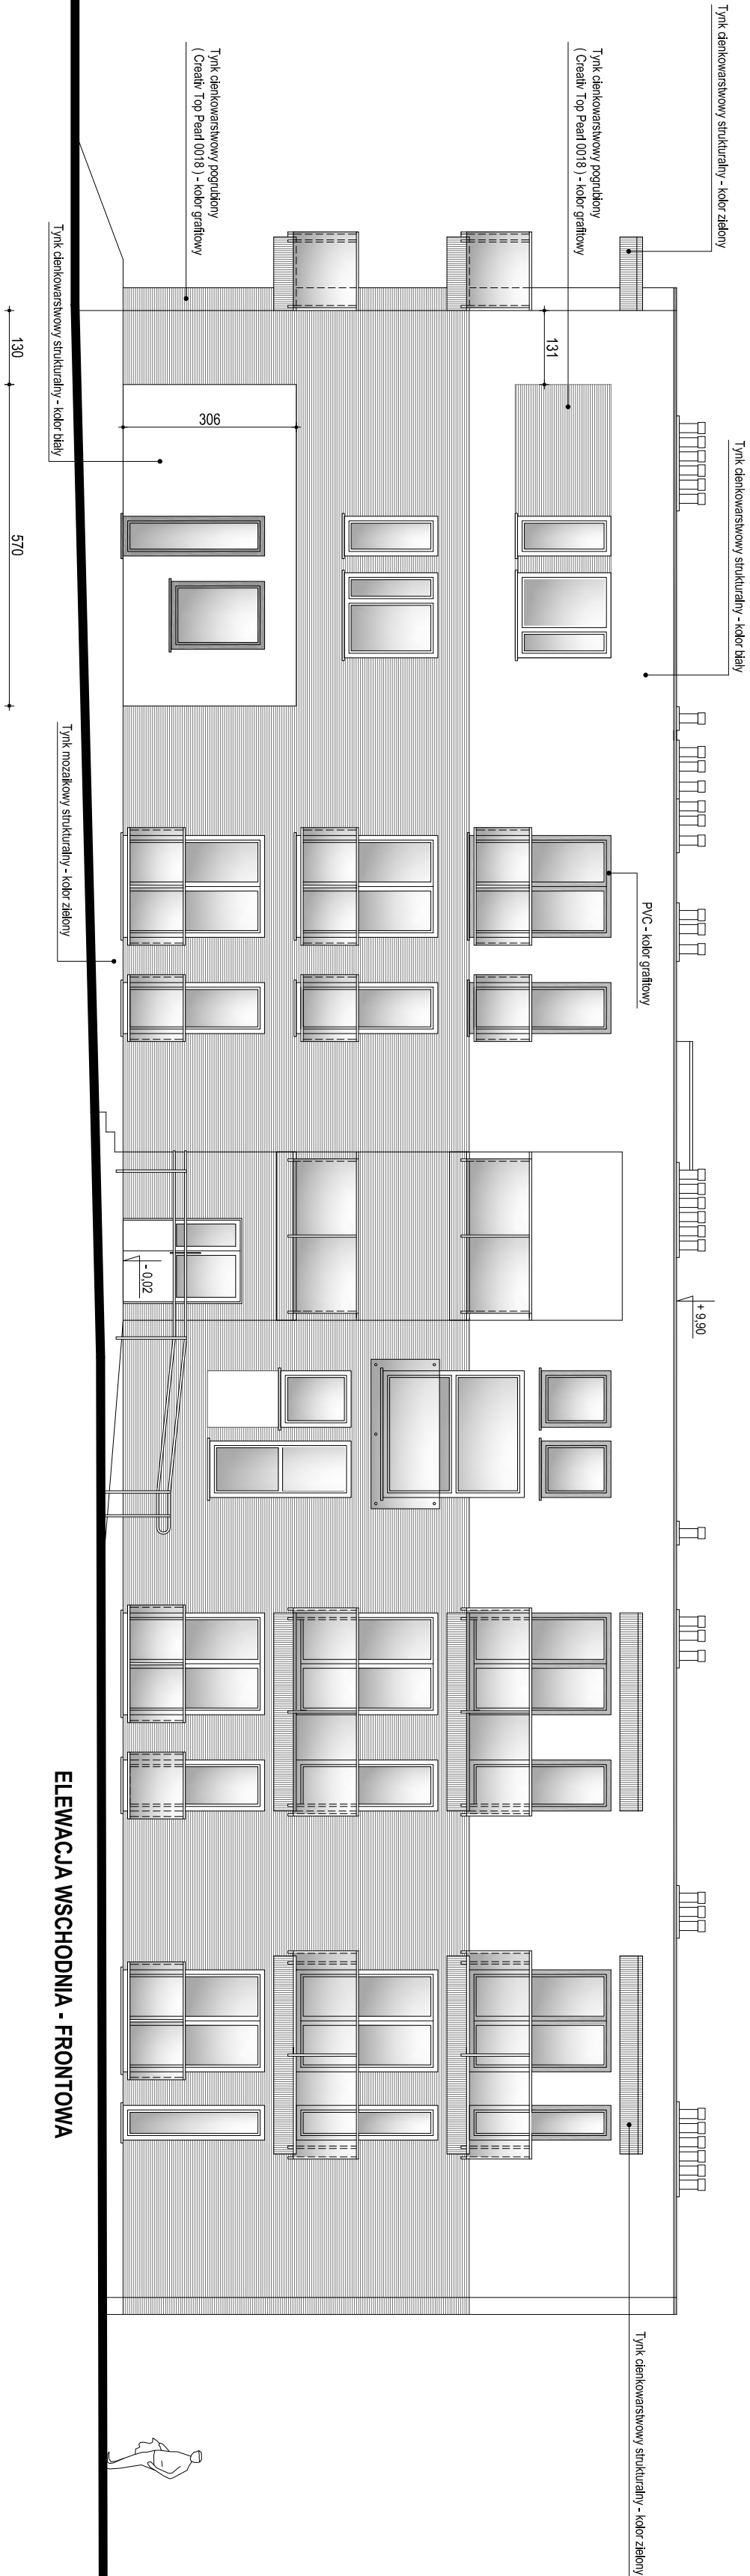 Tynk cienkowarstwowy strukturalny - kolor zielony
Tynk cienkowarstwowy pogrubiony
( Creativ Top Pearl 0018 ) - kolor grafitowy
Tynk cienkowarstwowy pogrubiony
( Creativ Top Pearl 0018 ) - kolor grafitowy
Tynk cienkowarstwowy strukturalny - kolor biały
Tynk cienkowarstwowy strukturalny - kolor biały
130
131
306
570
Tynk mozaikowy strukturalny - kolor zielony
PVC - kolor grafitowy
- 0,02
+ 9,90
ELEWACJA WSCHODNIA - FRONTOWA
Tynk cienkowarstwowy strukturalny - kolor zielony